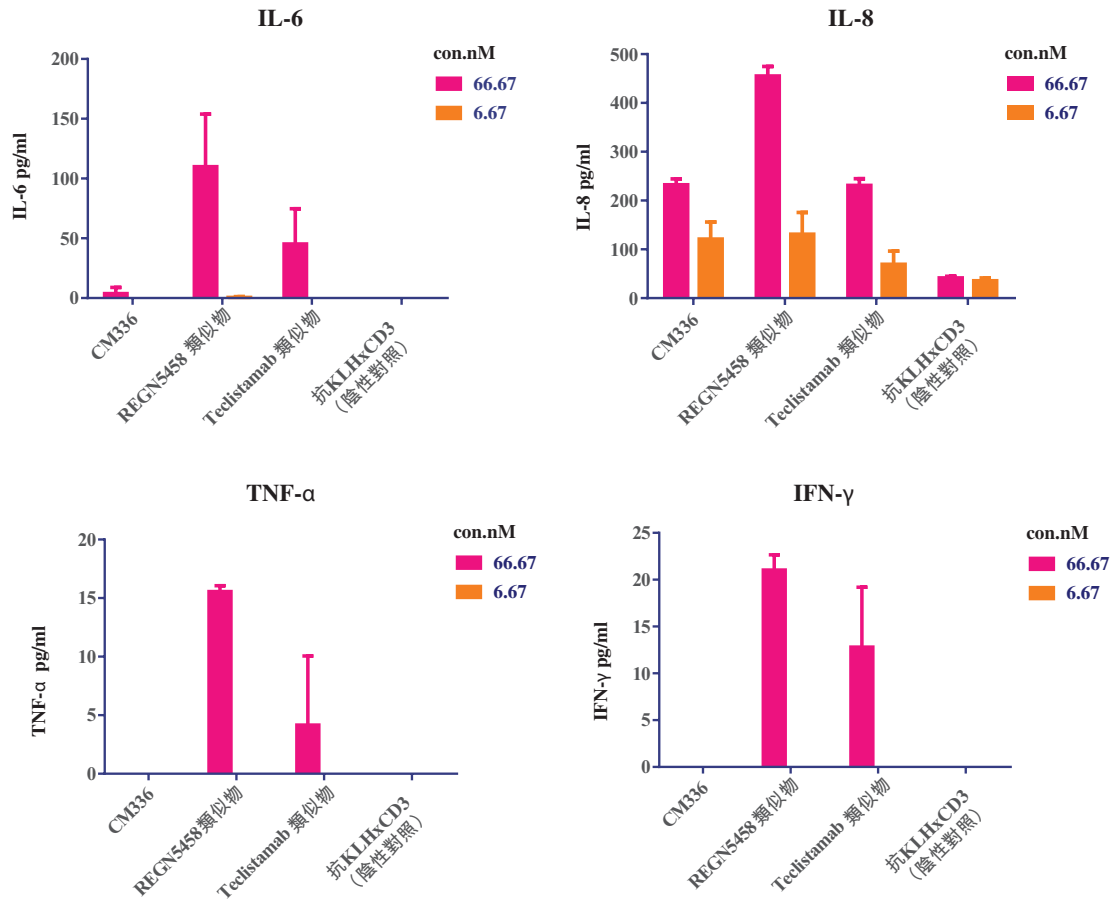 IL-6
IL-6 pg/ml
200
150
100
50
0
con.nM
66.67
6.67
CM336
REGN5458 類似物
Teclistamab 類似物
抗KLHxCD3
(陰性對照)
IL-8
IL-8 pg/ml
500
400
300
200
100
0
con.nM
66.67
6.67
CM336
REGN5458 類似物
Teclistamab 類似物
抗KLHxCD3
(陰性對照)
TNF-α
TNF-α pg/ml
20
15
10
5
0
con.nM
66.67
6.67
CM336
REGN5458 類似物
Teclistamab 類似物
抗KLHxCD3
(陰性對照)
IFN-γ
IFN-γ pg/ml
25
20
15
10
5
0
con.nM
66.67
6.67
CM336
REGN5458 類似物
Teclistamab 類似物
抗KLHxCD3
(陰性對照)